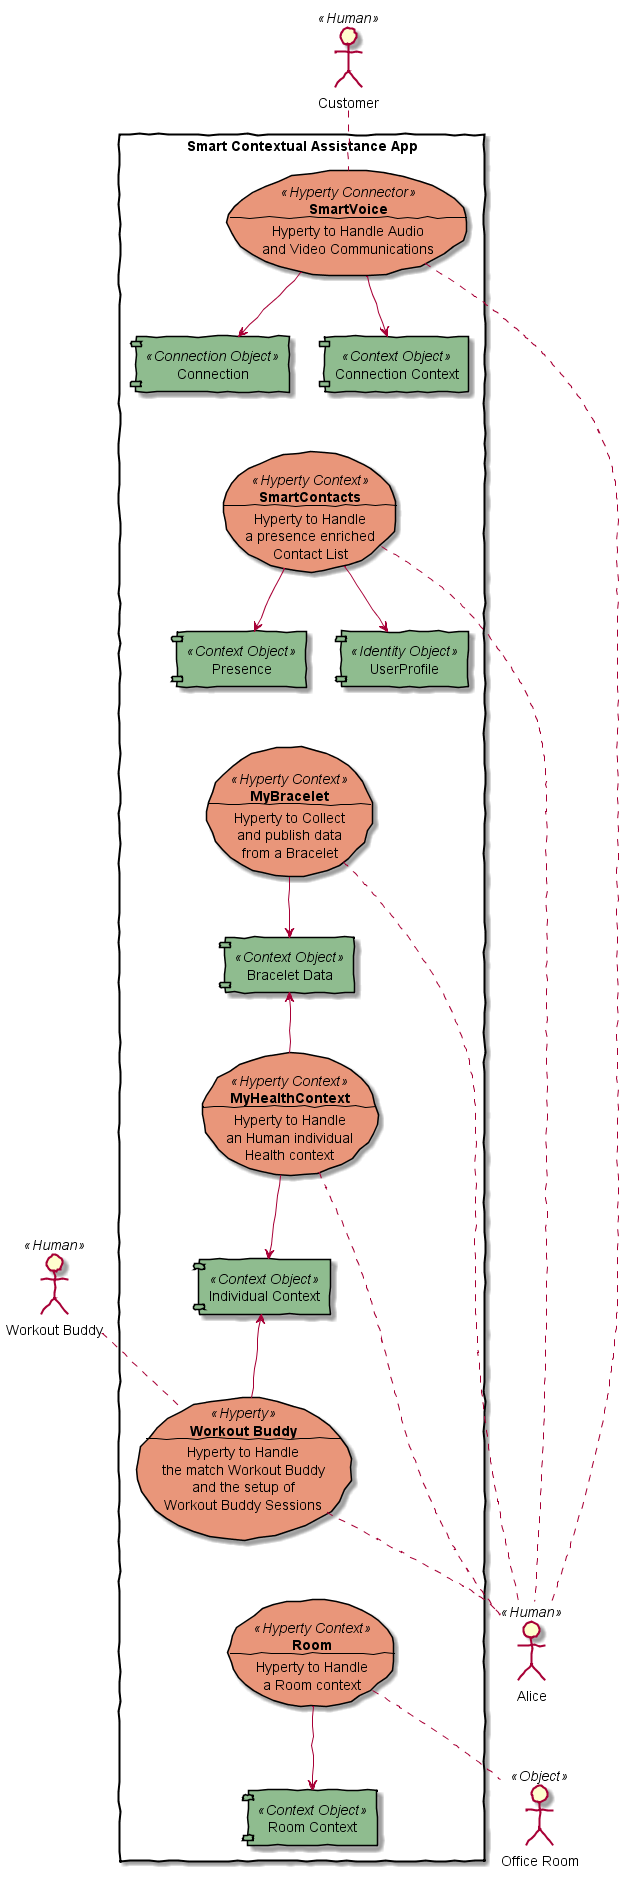 «Human»
Customer
Smart Contextual Assistance App
«Hyperty Connector»
SmartVoice
Hyperty to Handle Audio
and Video Communications
«Connection Object»
Connection
«Context Object»
Connection Context
«Hyperty Context»
SmartContacts
Hyperty to Handle
a presence enriched
Contact List
«Context Object»
Presence
«Identity Object»
UserProfile
«Hyperty Context»
MyBracelet
Hyperty to Collect
and publish data
from a Bracelet
«Context Object»
Bracelet Data
«Hyperty Context»
MyHealthContext
Hyperty to Handle
an Human individual
Health context
«Human»
Workout Buddy
«Context Object»
Individual Context
«Hyperty»
Workout Buddy
Hyperty to Handle
the match Workout Buddy
and the setup of
Workout Buddy Sessions
«Human»
Alice
«Hyperty Context»
Room
Hyperty to Handle
a Room context
«Object»
Office Room
«Context Object»
Room Context